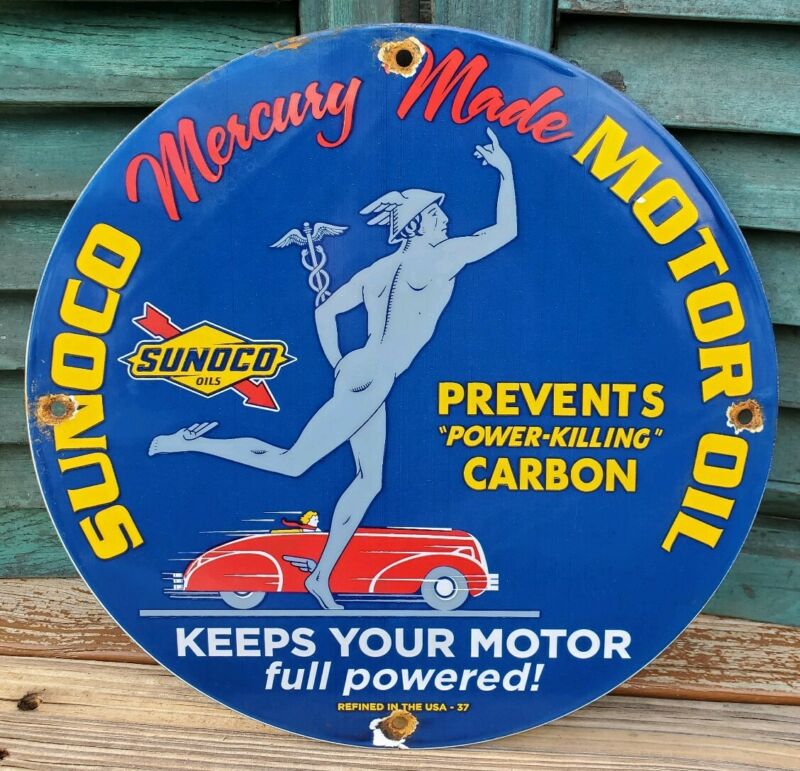 SUNOCO Mercury Made MOTOR OIL
SUNOCO
OILS
PREVENTS
"POWER-KILLING"
CARBON
KEEPS YOUR MOTOR
full powered!
REFINED IN THE USA - 37